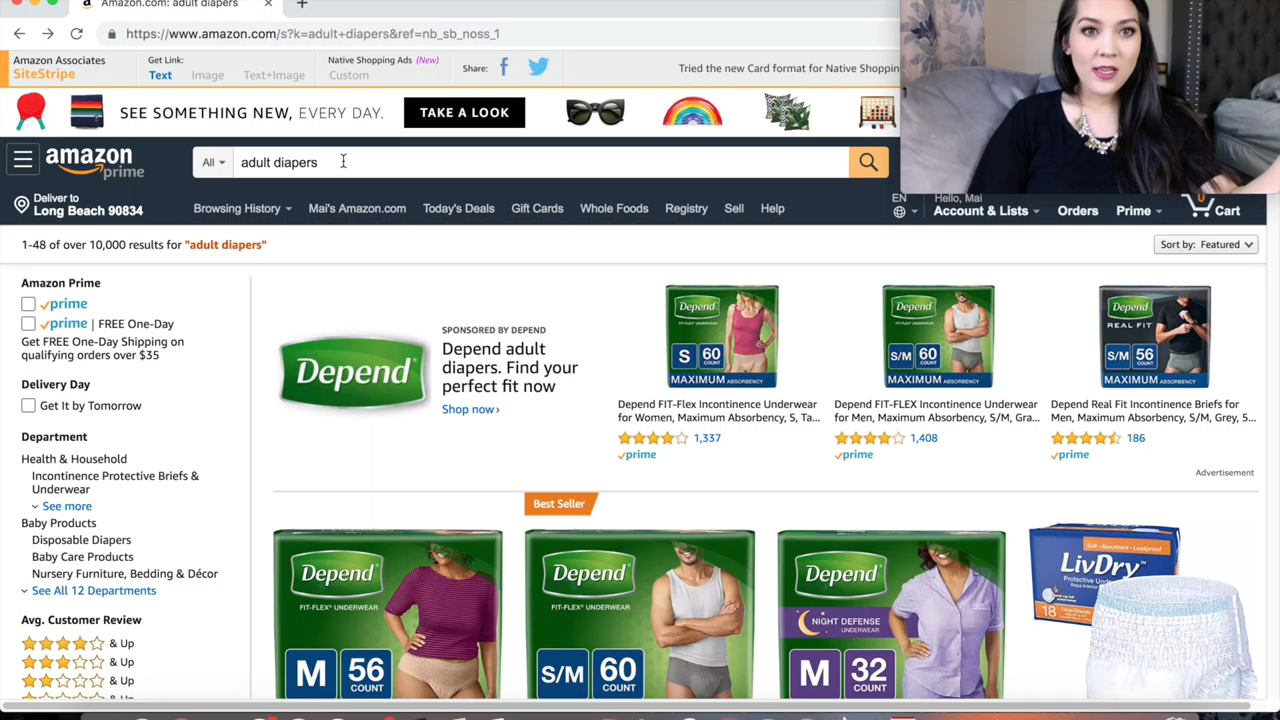 Amazon.com: adult diapers
https://www.amazon.com/s?k=adult+diapers&ref=nb_sb_noss_1
Amazon Associates
SiteStripe
Get Link:
Text Image Text+Image
Native Shopping Ads (New)
Custom
Share:
Tried the new Card format for Native Shoppin
SEE SOMETHING NEW, EVERY DAY.
TAKE A LOOK
amazon
prime
All
adult diapers
Deliver to
Long Beach 90834
Browsing History
Mai's Amazon.com
Today's Deals
Gift Cards
Whole Foods
Registry
Sell
Help
EN
Hello, Mai
Account & Lists
Orders
Prime
0
Cart
1-48 of over 10,000 results for "adult diapers"
Sort by: Featured
Amazon Prime
prime
prime | FREE One-Day
Get FREE One-Day Shipping on
qualifying orders over $35
Delivery Day
Get It by Tomorrow
Department
Health & Household
Incontinence Protective Briefs &
Underwear
See more
Baby Products
Disposable Diapers
Baby Care Products
Nursery Furniture, Bedding & Décor
See All 12 Departments
Avg. Customer Review
& Up
& Up
& Up
Depend
SPONSORED BY DEPEND
Depend adult
diapers. Find your
perfect fit now
Shop now ›
Depend
FIT-FLEX UNDERWEAR
S 60
COUNT
MAXIMUM ABSORBENCY
Depend FIT-Flex Incontinence Underwear
for Women, Maximum Absorbency, S, Ta...
1,337
prime
Depend
FIT-FLEX UNDERWEAR
S/M 60
COUNT
MAXIMUM ABSORBENCY
Depend FIT-FLEX Incontinence Underwear
for Men, Maximum Absorbency, S/M, Gra...
1,408
prime
Depend
REAL FIT
S/M 56
COUNT
MAXIMUM ABSORBENCY
Depend Real Fit Incontinence Briefs for
Men, Maximum Absorbency, S/M, Grey, 5...
186
prime
Advertisement
Best Seller
Depend
FIT-FLEX UNDERWEAR
M 56
COUNT
Depend
FIT-FLEX UNDERWEAR
S/M 60
COUNT
Depend
NIGHT DEFENSE
UNDERWEAR
M 32
COUNT
Soft • Absorbent • Leakproof
LivDry
Protective
18